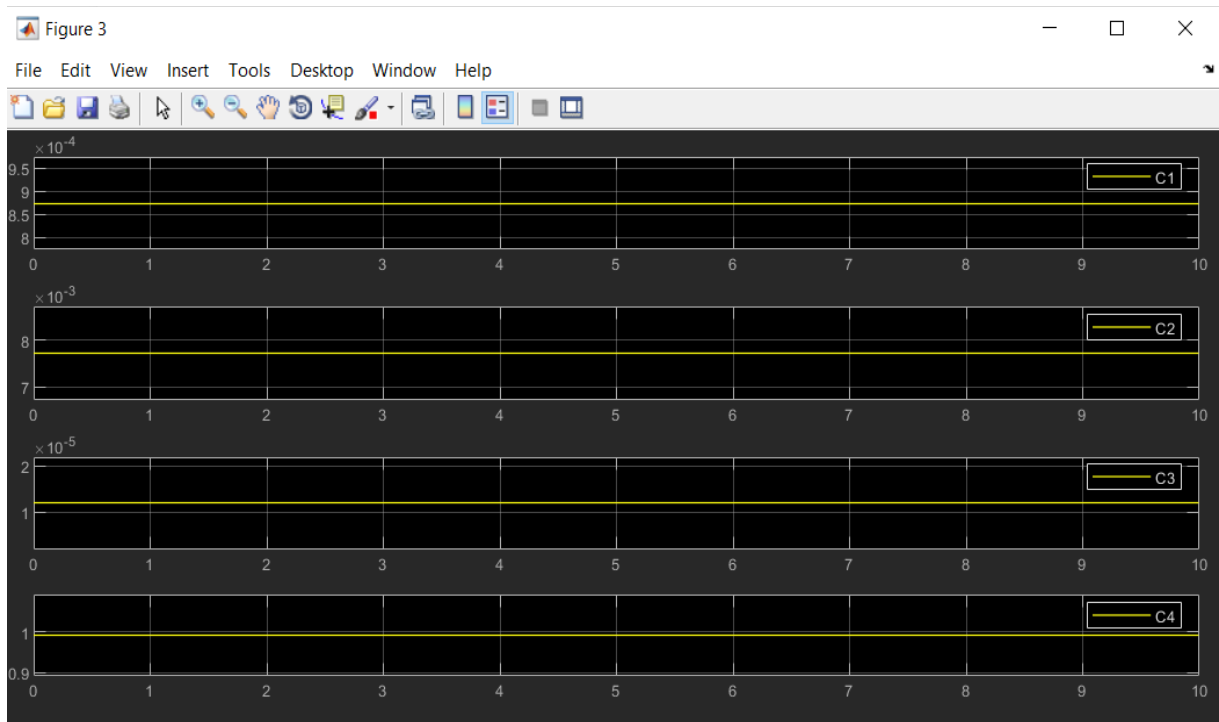 Figure 3
File Edit View Insert Tools Desktop Window Help
×10^-4
9.5
9
8.5
8
C1
0 1 2 3 4 5 6 7 8 9 10
×10^-3
8
7
C2
0 1 2 3 4 5 6 7 8 9 10
×10^-5
2
1
C3
0 1 2 3 4 5 6 7 8 9 10
1
0.9
C4
0 1 2 3 4 5 6 7 8 9 10